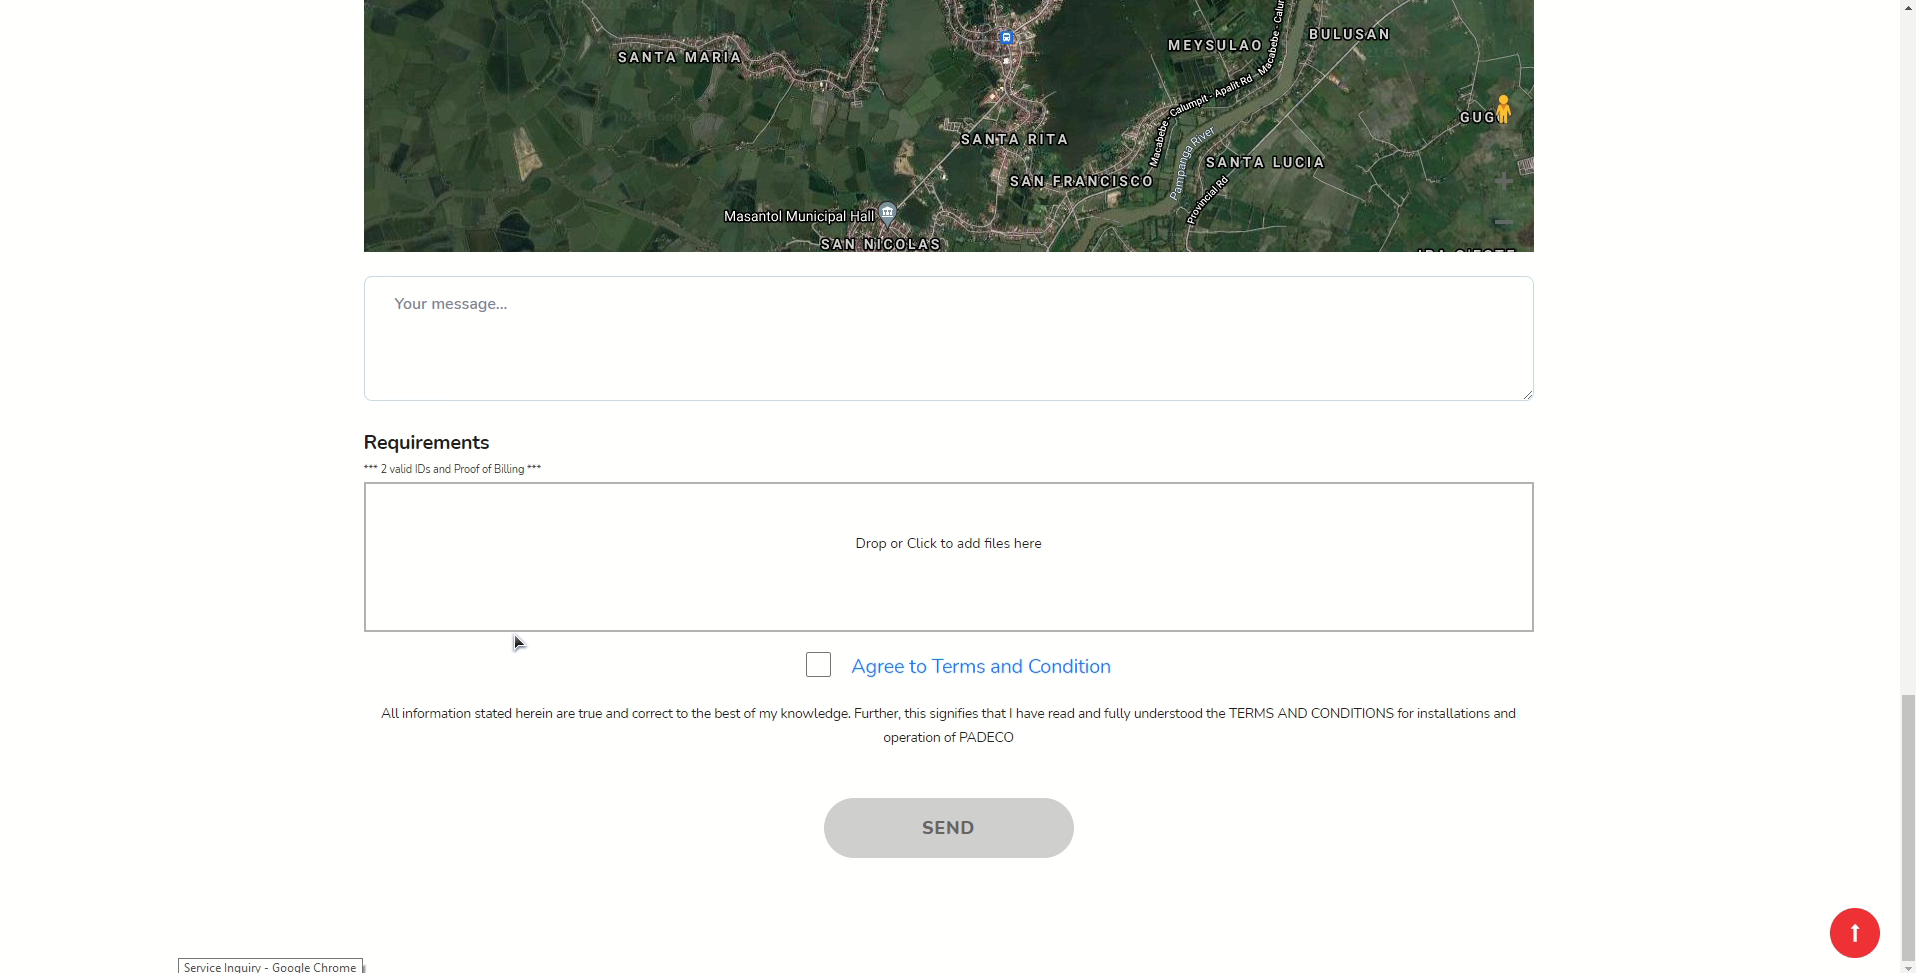 BULUSAN
MEYSULAO
SANTA MARIA
Macabebe - Calumpit - Apalit Rd - Macabebe - Calum
SANTA RITA
Pampanga River
SANTA LUCIA
SAN FRANCISCO
Provincial Rd
Masantol Municipal Hall
SAN NICOLAS
Your message...
Requirements
*** 2 valid IDs and Proof of Billing ***
Drop or Click to add files here
Agree to Terms and Condition
All information stated herein are true and correct to the best of my knowledge. Further, this signifies that I have read and fully understood the TERMS AND CONDITIONS for installations and
operation of PADECO
SEND
Service Inquiry - Google Chrome